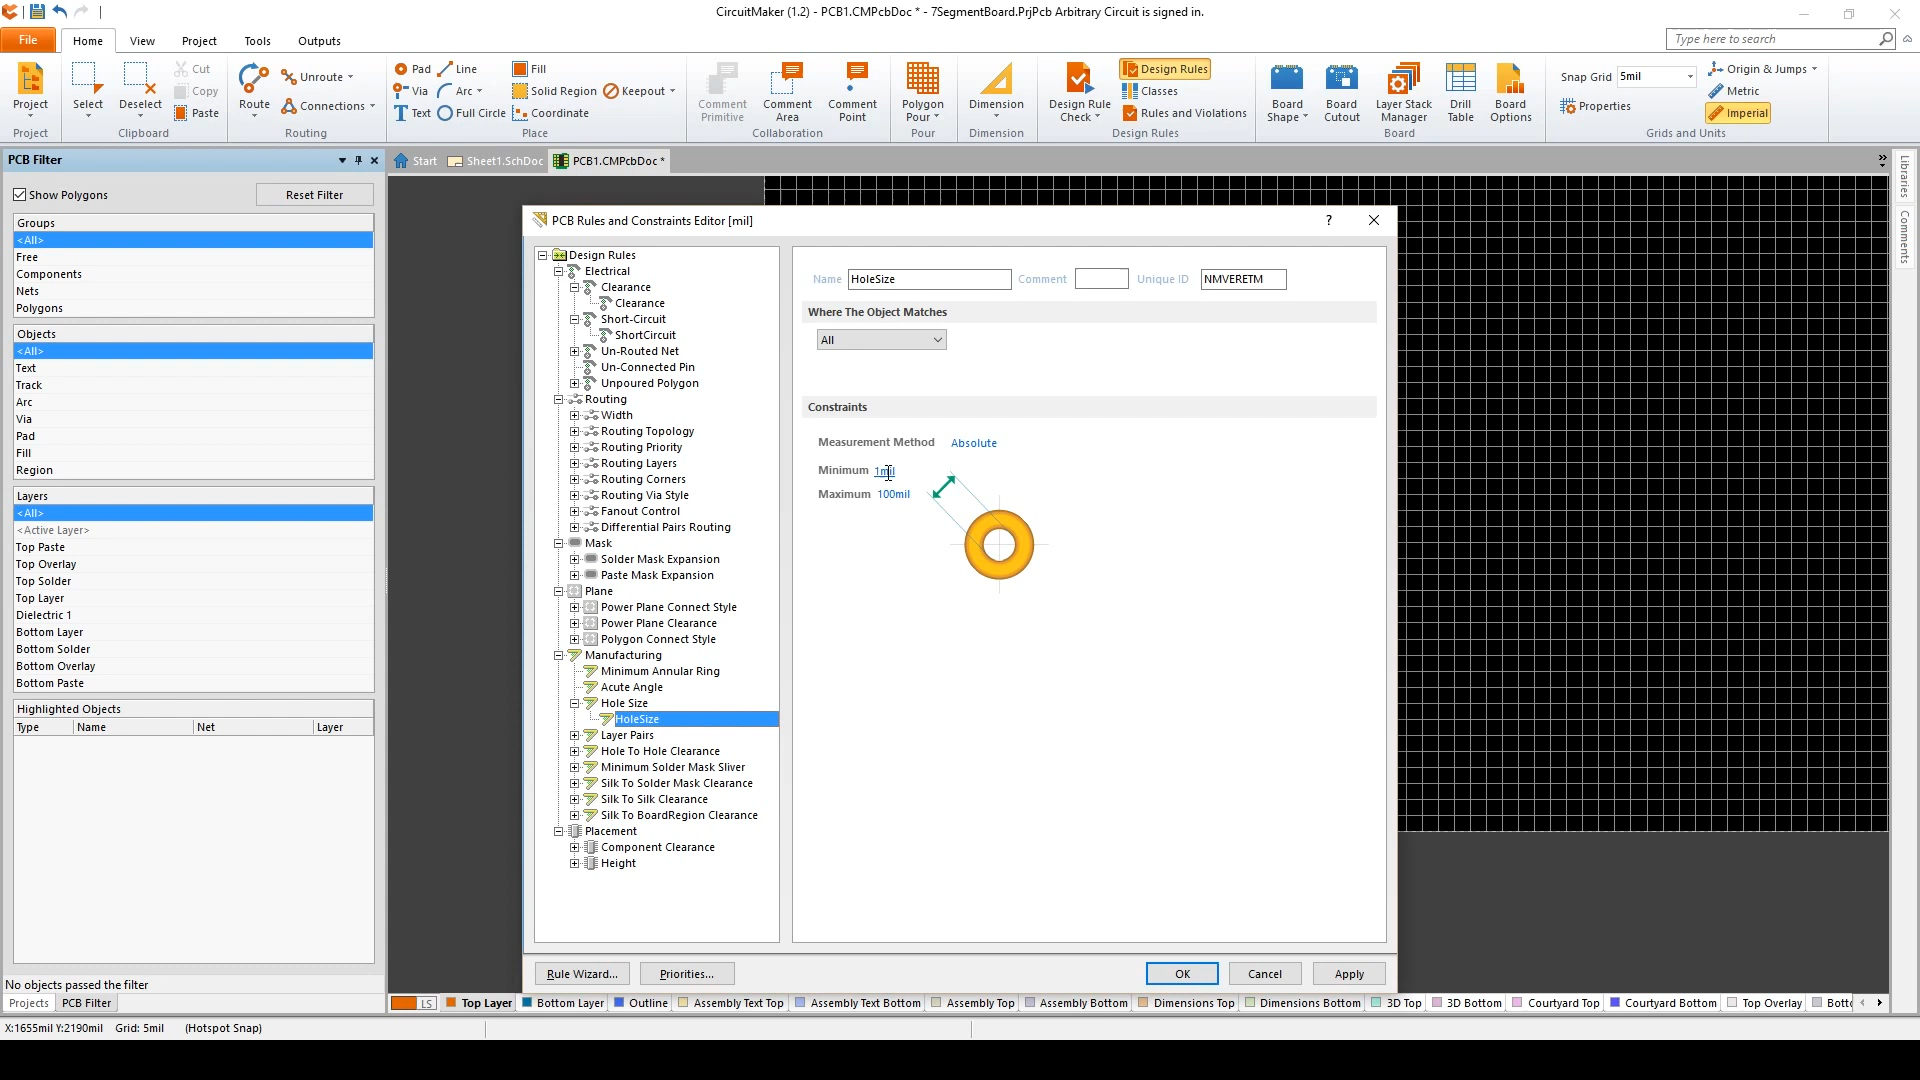 CircuitMaker (1.2) - PCB1.CMPcbDoc * - 7SegmentBoard.PrjPcb Arbitrary Circuit is signed in.
File Home View Project Tools Outputs
Type here to search
Project
Select
Deselect
Cut
Copy
Paste
Route
Unroute
Connections
Pad
Via
Text
Line
Arc
Full Circle
Fill
Solid Region
Coordinate
Keepout
Comment Primitive
Comment Area
Comment Point
Polygon Pour
Dimension
Design Rule Check
Design Rules
Classes
Rules and Violations
Board Shape
Board Cutout
Layer Stack Manager
Drill Table
Board Options
Snap Grid 5mil
Properties
Origin & Jumps
Metric
Imperial
Project Clipboard Routing Place Collaboration Pour Dimension Design Rules Board Grids and Units
PCB Filter
Start Sheet1.SchDoc PCB1.CMPcbDoc *
Libraries
Comments
Show Polygons
Reset Filter
Groups
<All>
Free
Components
Nets
Polygons
Objects
<All>
Text
Track
Arc
Via
Pad
Fill
Region
Layers
<All>
<Active Layer>
Top Paste
Top Overlay
Top Solder
Top Layer
Dielectric 1
Bottom Layer
Bottom Solder
Bottom Overlay
Bottom Paste
Highlighted Objects
Type Name Net Layer
No objects passed the filter
Projects PCB Filter
PCB Rules and Constraints Editor [mil]
?
Design Rules
Electrical
Clearance
Clearance
Short-Circuit
ShortCircuit
Un-Routed Net
Un-Connected Pin
Unpoured Polygon
Routing
Width
Routing Topology
Routing Priority
Routing Layers
Routing Corners
Routing Via Style
Fanout Control
Differential Pairs Routing
Mask
Solder Mask Expansion
Paste Mask Expansion
Plane
Power Plane Connect Style
Power Plane Clearance
Polygon Connect Style
Manufacturing
Minimum Annular Ring
Acute Angle
Hole Size
HoleSize
Layer Pairs
Hole To Hole Clearance
Minimum Solder Mask Sliver
Silk To Solder Mask Clearance
Silk To Silk Clearance
Silk To BoardRegion Clearance
Placement
Component Clearance
Height
Name HoleSize Comment Unique ID NMVERETM
Where The Object Matches
All
Constraints
Measurement Method Absolute
Minimum 1mil
Maximum 100mil
Rule Wizard... Priorities... OK Cancel Apply
LS Top Layer Bottom Layer Outline Assembly Text Top Assembly Text Bottom Assembly Top Assembly Bottom Dimensions Top Dimensions Bottom 3D Top 3D Bottom Courtyard Top Courtyard Bottom Top Overlay
X:1655mil Y:2190mil Grid: 5mil (Hotspot Snap)